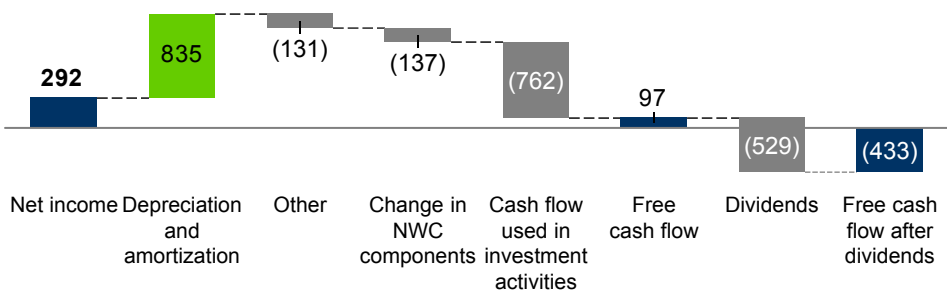 292
835
(131)
(137)
(762)
97
(529)
(433)
Net income
Depreciation
and
amortization
Other
Change in
NWC
components
Cash flow
used in
investment
activities
Free
cash flow
Dividends
Free cash
flow after
dividends